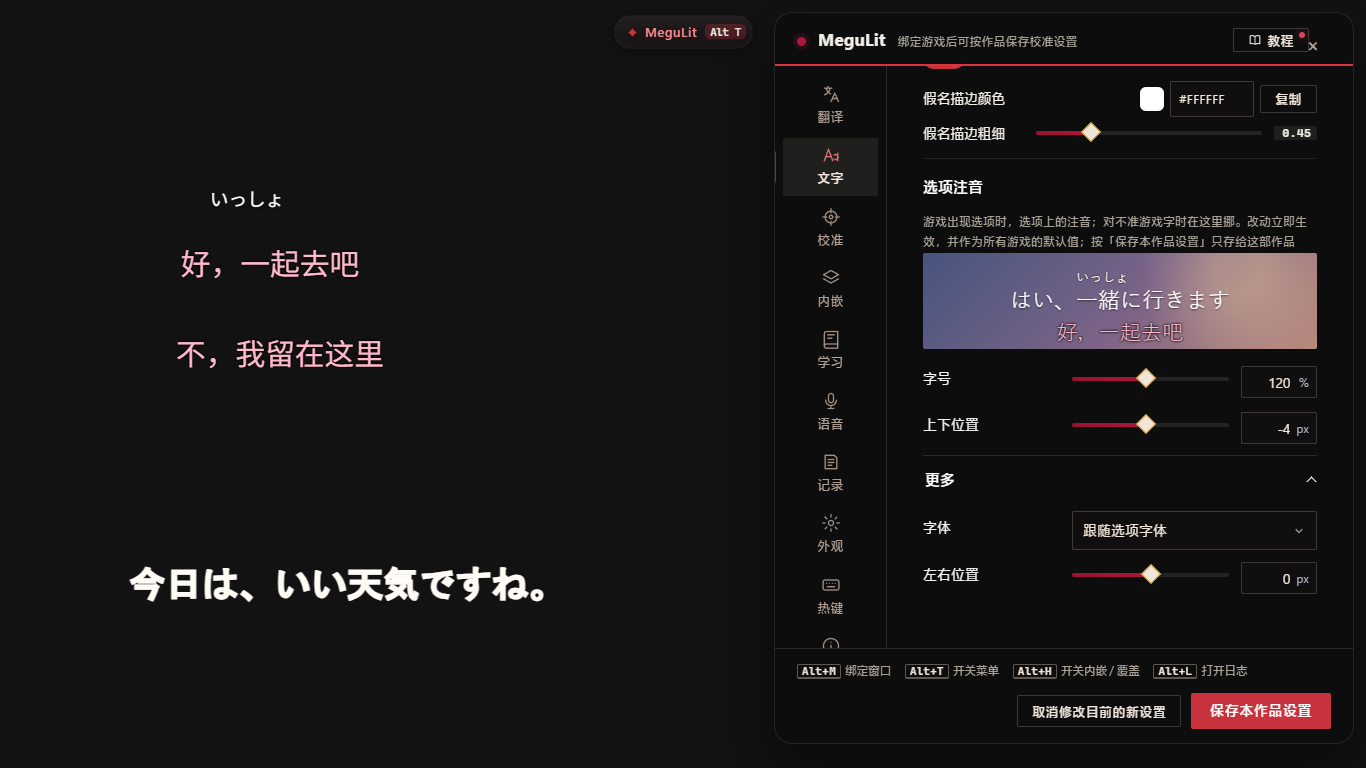 MeguLit Alt T
いっしょ
好，一起去吧
不，我留在这里
今日は、いい天気ですね。
MeguLit 绑定游戏后可按作品保存校准设置 教程 ×
翻译
文字
校准
内嵌
学习
语音
记录
外观
热键
假名描边颜色 #FFFFFF 复制
假名描边粗细 0.45
选项注音
游戏出现选项时，选项上的注音；对不准游戏字时在这里挪。改动立即生
效，并作为所有游戏的默认值；按「保存本作品设置」只存给这部作品
いっしょ
はい、一緒に行きます
好，一起去吧
字号 120 %
上下位置 -4 px
更多
字体 跟随选项字体
左右位置 0 px
Alt+M 绑定窗口 Alt+T 开关菜单 Alt+H 开关内嵌 / 覆盖 Alt+L 打开日志
取消修改目前的新设置 保存本作品设置